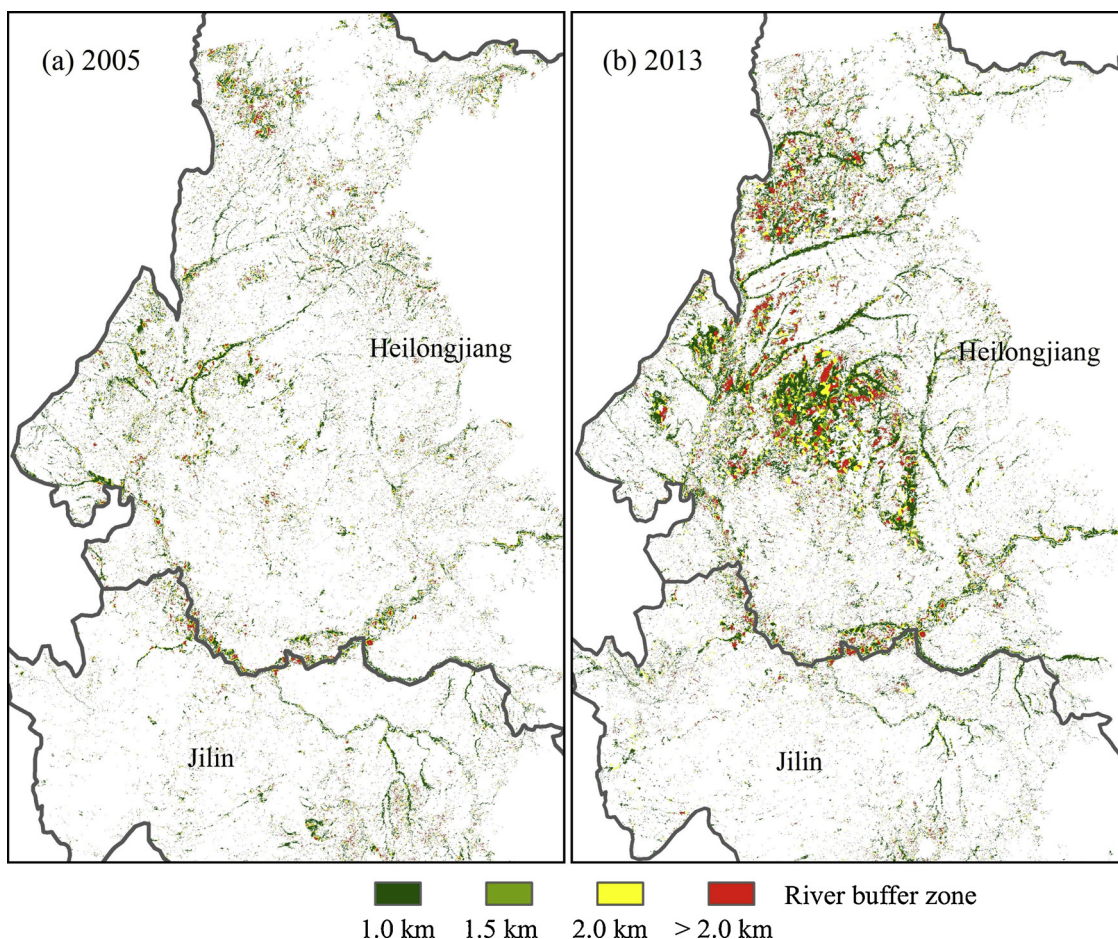 (a) 2005
(b) 2013
Heilongjiang
Heilongjiang
Jilin
Jilin
River buffer zone
1.0 km 1.5 km 2.0 km > 2.0 km